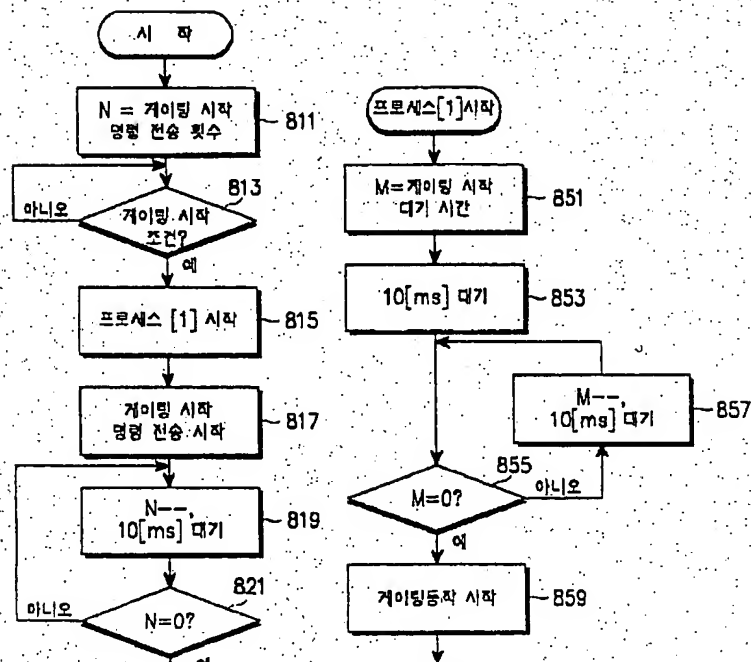 시 작
N = 게이팅 시작
명령 전송 횟수
811
813
게이팅 시작
조건?
아니오
예
프로세스 [1] 시작
815
게이팅 시작
명령 전송 시작
817
N--,
10[ms] 대기
819
821
N=0?
아니오
예
프로세스[1]시작
M=게이팅 시작
대기 시간
851
10[ms] 대기
853
M--,
10[ms] 대기
857
855
M=0?
아니오
예
게이팅동작 시작
859